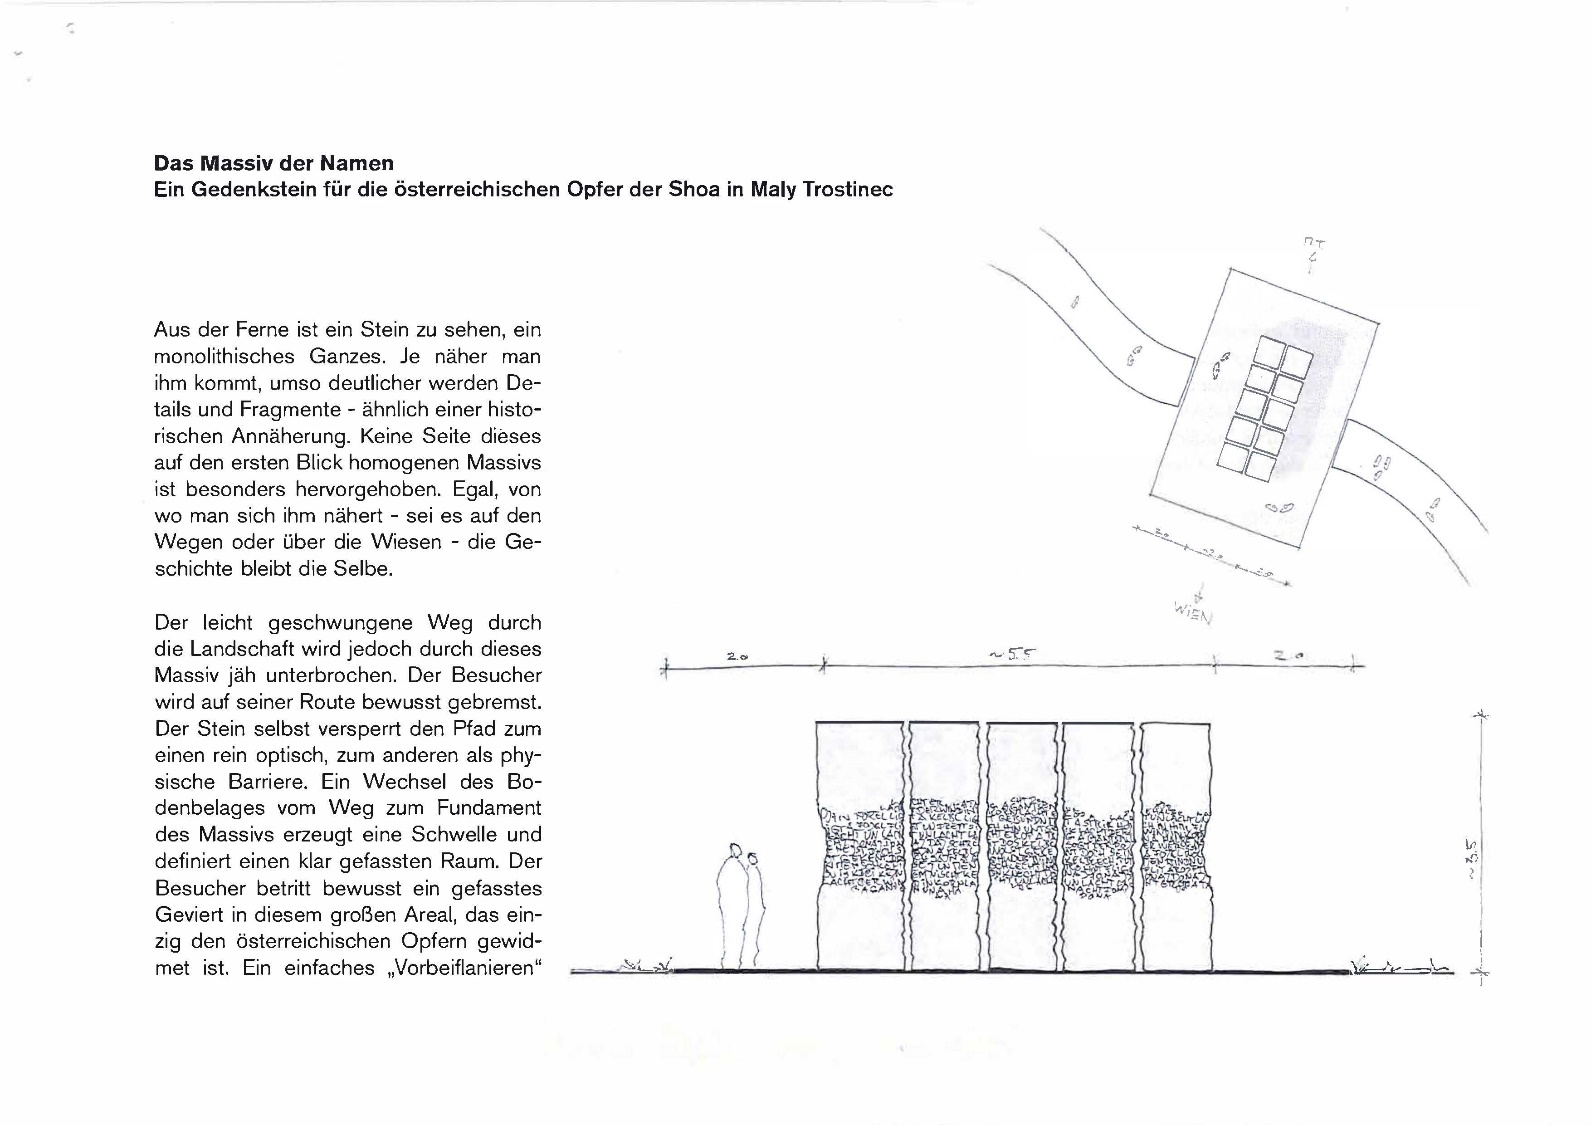 Das Massiv der Namen
Ein Gedenkstein für die österreichischen Opfer der Shoa in Maly Trostinec
Aus der Ferne ist ein Stein zu sehen, ein
monolithisches Ganzes. Je näher man
ihm kommt, umso deutlicher werden De-
tails und Fragmente - ähnlich einer histo-
rischen Annäherung. Keine Seite dieses
auf den ersten Blick homogenen Massivs
ist besonders hervorgehoben. Egal, von
wo man sich ihm nähert - sei es auf den
Wegen oder über die Wiesen - die Ge-
schichte bleibt die Selbe.
Der leicht geschwungene Weg durch
die Landschaft wird jedoch durch dieses
Massiv jäh unterbrochen. Der Besucher
wird auf seiner Route bewusst gebremst.
Der Stein selbst versperrt den Pfad zum
einen rein optisch, zum anderen als phy-
sische Barriere. Ein Wechsel des Bo-
denbelages vom Weg zum Fundament
des Massivs erzeugt eine Schwelle und
definiert einen klar gefassten Raum. Der
Besucher betritt bewusst ein gefasstes
Geviert in diesem großen Areal, das ein-
zig den österreichischen Opfern gewid-
met ist. Ein einfaches „Vorbeiflanieren“
MT
2.0
~2.0
2.0
WIEN
2.0
~5.5
2.0
~3.5